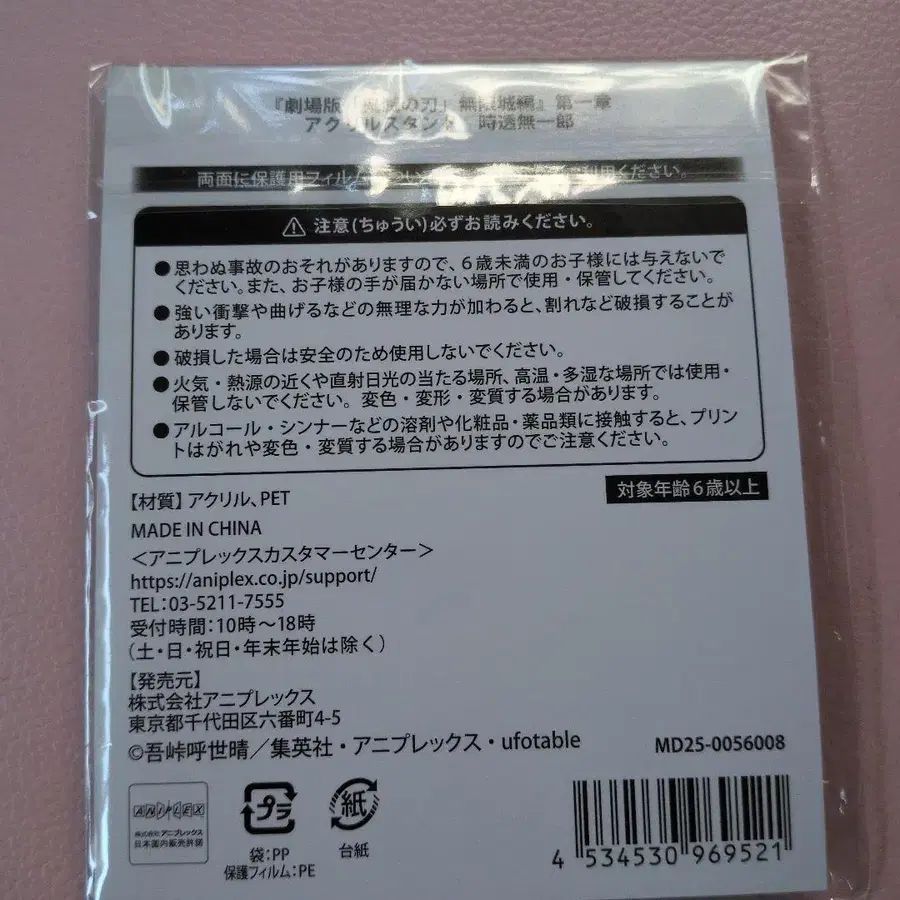 『劇場版「鬼滅の刃」無限城編』第一章
アクリルスタンド 時透無一郎
両面に保護用フィルム
利用ください。
注意(ちゅうい)必ずお読みください。
●思わぬ事故のおそれがありますので、6歳未満のお子様には与えないで
ください。また、お子様の手が届かない場所で使用・保管してください。
●強い衝撃や曲げるなどの無理な力が加わると、割れなど破損することが
あります。
●破損した場合は安全のため使用しないでください。
●火気・熱源の近くや直射日光の当たる場所、高温・多湿な場所では使用・
保管しないでください。変色・変形・変質する場合があります。
●アルコール・シンナーなどの溶剤や化粧品・薬品類に接触すると、プリン
トはがれや変色・変質する場合がありますのでご注意ください。
【材質】アクリル、PET
対象年齢6歳以上
MADE IN CHINA
<アニプレックスカスタマーセンター>
https://aniplex.co.jp/support/
TEL:03-5211-7555
受付時間:10時〜18時
(土・日・祝日・年末年始は除く)
【発売元】
株式会社アニプレックス
東京都千代田区六番町4-5
©吾峠呼世晴/集英社・アニプレックス・ufotable
MD25-0056008
ANIPLEX
株式会社アニプレックス
日本国内販売許諾
プラ
袋:PP
保護フィルム:PE
紙
台紙
4 534530 969521